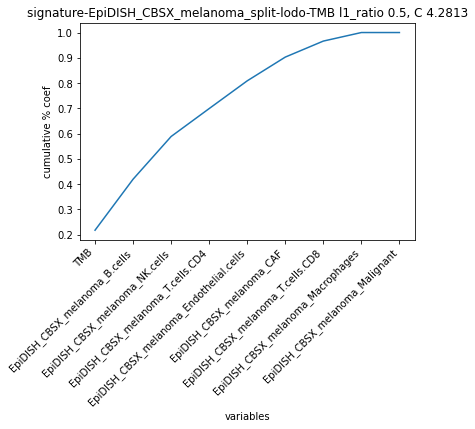 signature-EpiDISH_CBSX_melanoma_split-lodo-TMB l1_ratio 0.5, C 4.2813
1.0
0.9
0.8
0.7
0.6
0.5
0.4
0.3
0.2
cumulative % coef
TMB
EpiDISH_CBSX_melanoma_B.cells
EpiDISH_CBSX_melanoma_NK.cells
EpiDISH_CBSX_melanoma_T.cells.CD4
EpiDISH_CBSX_melanoma_Endothelial.cells
EpiDISH_CBSX_melanoma_CAF
EpiDISH_CBSX_melanoma_T.cells.CD8
EpiDISH_CBSX_melanoma_Macrophages
EpiDISH_CBSX_melanoma_Malignant
variables